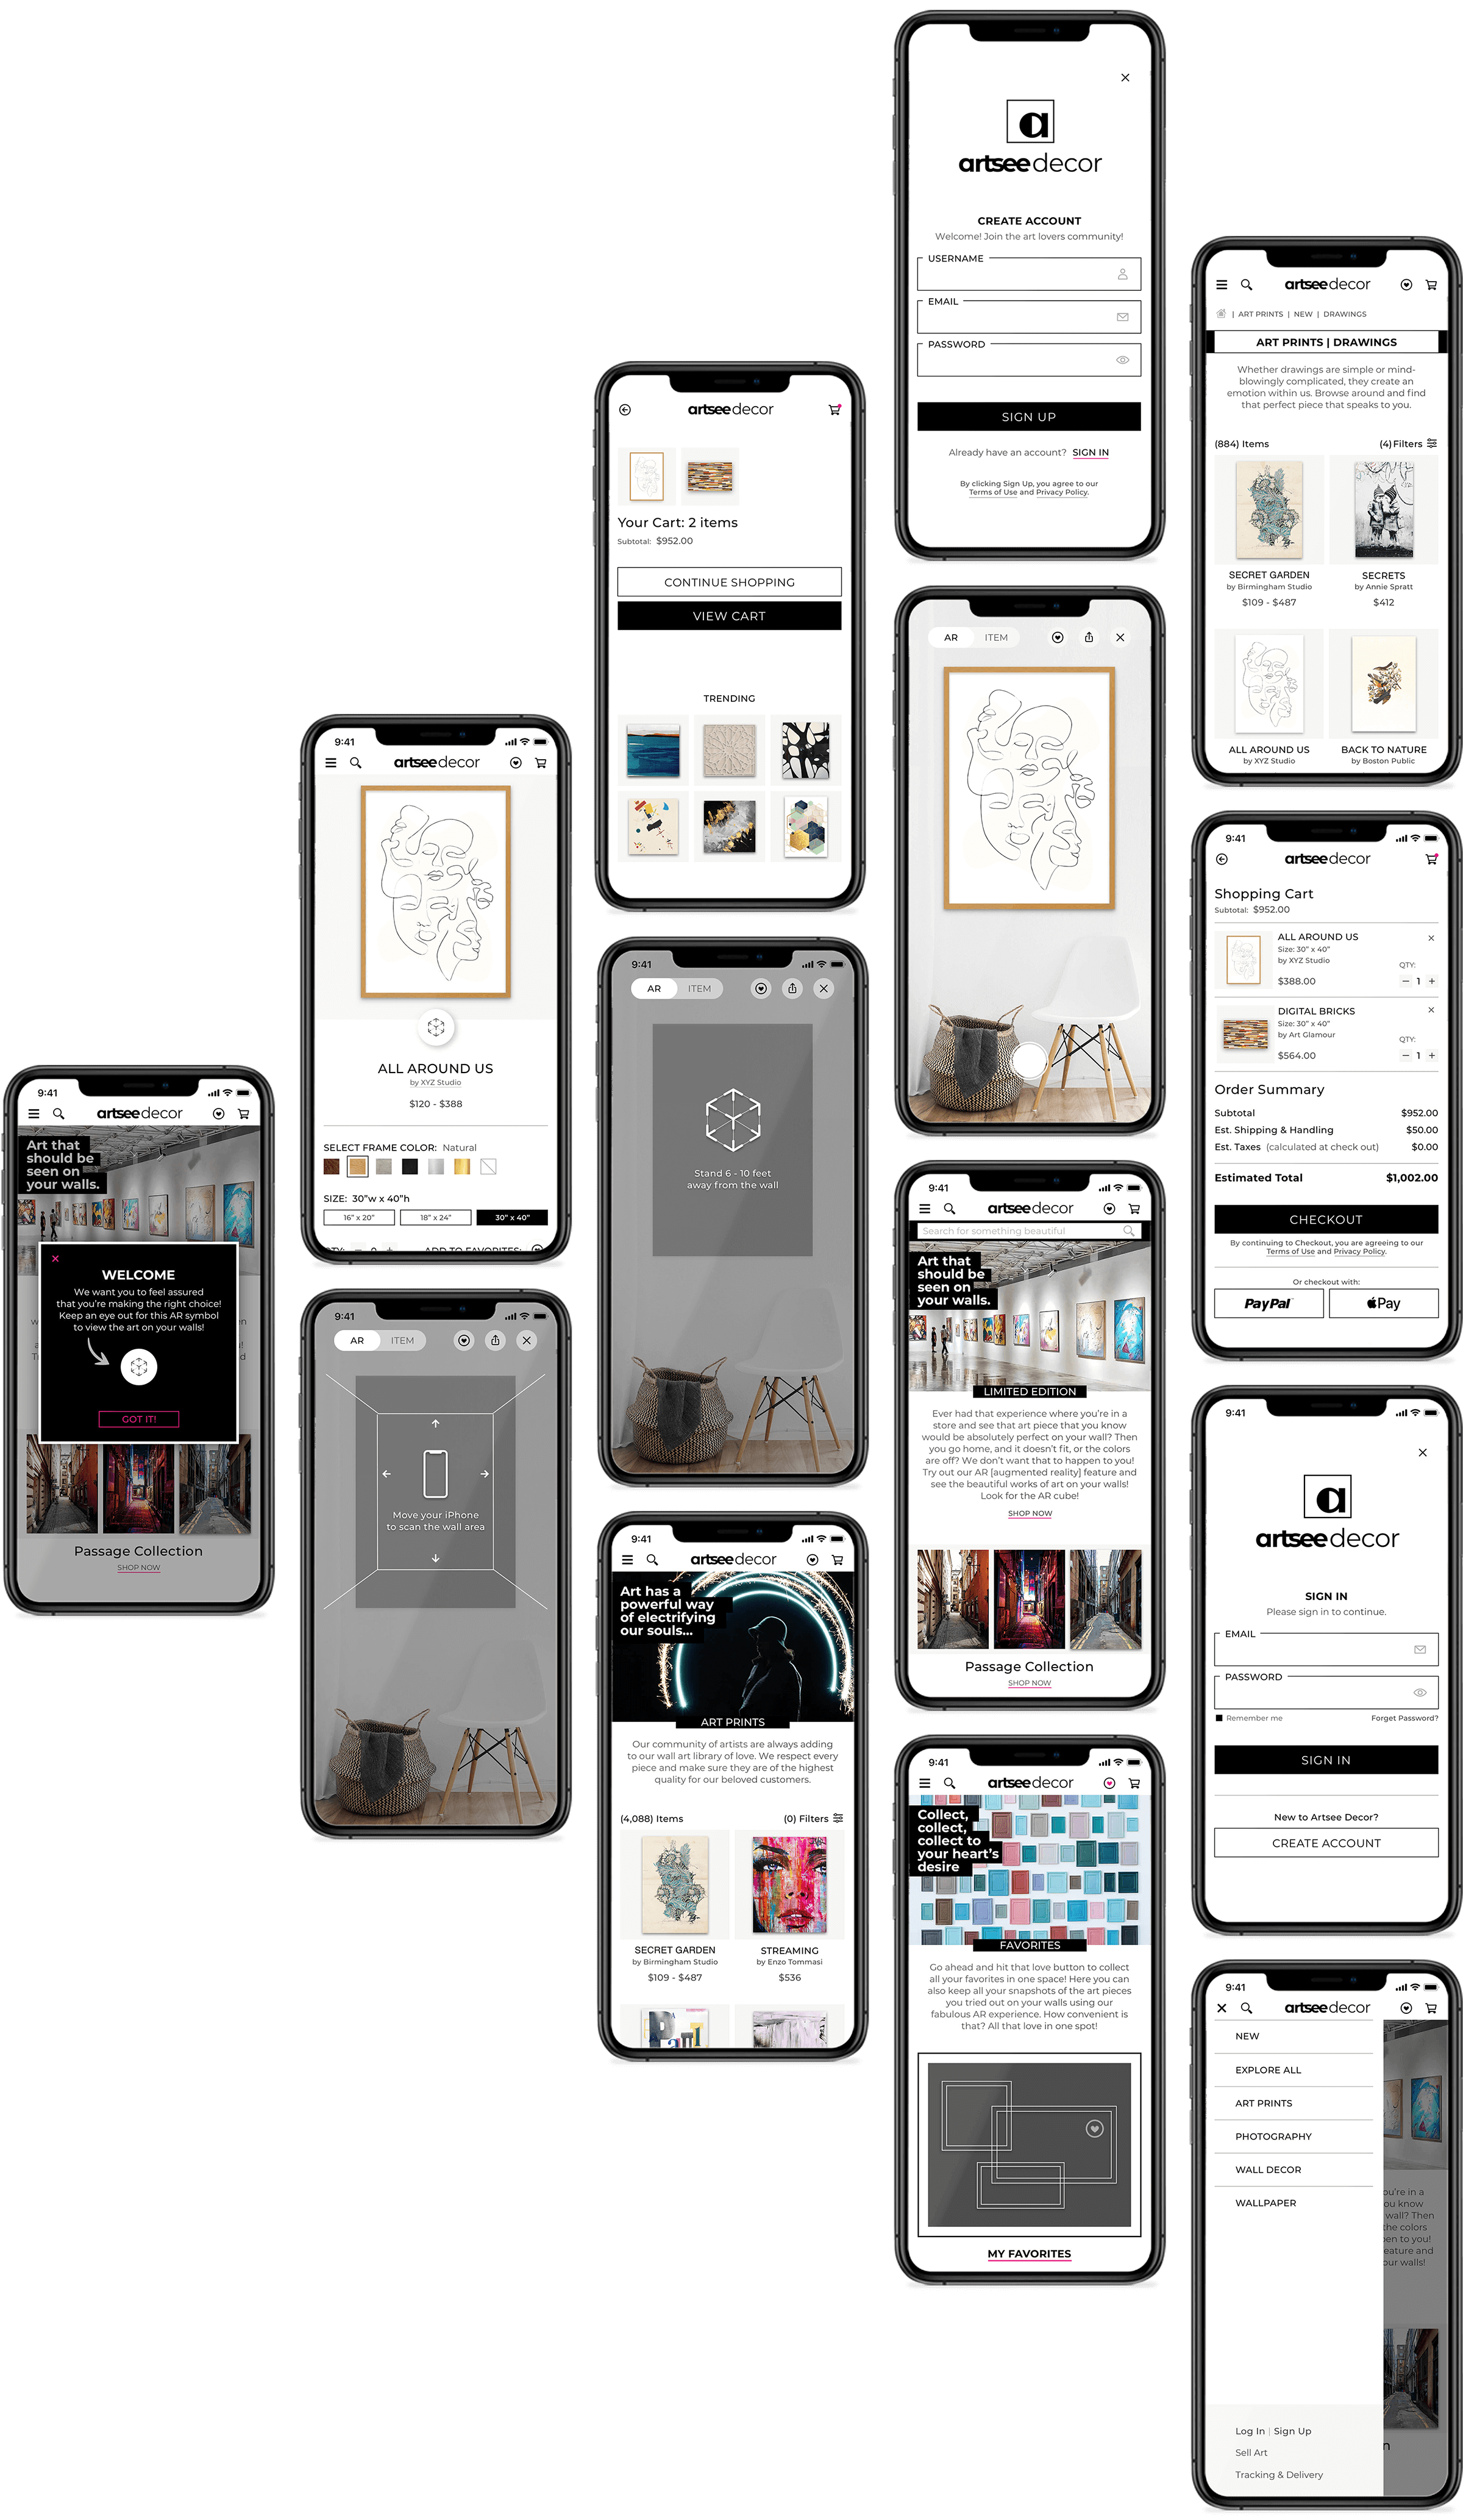 9:41
artsee decor
Art that
should be
seen on
your walls.
WELCOME
We want you to feel assured
that you're making the right choice!
Keep an eye out for this AR symbol
to view the art on your walls!
GOT IT!
Passage Collection
SHOP NOW
9:41
artsee decor
ALL AROUND US
by XYZ Studio
$120 - $388
SELECT FRAME COLOR: Natural
SIZE: 30"w x 40"h
16" x 20"
18" x 24"
30" x 40"
QTY: − 0 + ADD TO FAVORITES:
9:41
AR ITEM
Move your iPhone
to scan the wall area
artsee decor
Your Cart: 2 items
Subtotal: $952.00
CONTINUE SHOPPING
VIEW CART
TRENDING
9:41
AR ITEM
Stand 6 - 10 feet
away from the wall
9:41
artsee decor
Art has a
powerful way
of electrifying
our souls...
ART PRINTS
Our community of artists are always adding
to our wall art library of love. We respect every
piece and make sure they are of the highest
quality for our beloved customers.
(4,088) Items (0) Filters
SECRET GARDEN
by Birmingham Studio
$109 - $487
STREAMING
by Enzo Tommasi
$536
a
artsee decor
CREATE ACCOUNT
Welcome! Join the art lovers community!
USERNAME
EMAIL
PASSWORD
SIGN UP
Already have an account? SIGN IN
By clicking Sign Up, you agree to our
Terms of Use and Privacy Policy.
AR ITEM
9:41
artsee decor
Search for something beautiful
Art that
should be
seen on
your walls.
LIMITED EDITION
Ever had that experience where you're in a
store and see that art piece that you know
would be absolutely perfect on your wall? Then
you go home, and it doesn't fit, or the colors
are off? We don't want that to happen to you!
Try out our AR [augmented reality] feature and
see the beautiful works of art on your walls!
Look for the AR cube!
SHOP NOW
Passage Collection
SHOP NOW
9:41
artsee decor
Collect,
collect,
collect to
your heart's
desire
FAVORITES
Go ahead and hit that love button to collect
all your favorites in one space! Here you can
also keep all your snapshots of the art pieces
you tried out on your walls using our
fabulous AR experience. How convenient is
that? All that love in one spot!
MY FAVORITES
artsee decor
| ART PRINTS | NEW | DRAWINGS
ART PRINTS | DRAWINGS
Whether drawings are simple or mind-
blowingly complicated, they create an
emotion within us. Browse around and find
that perfect piece that speaks to you.
(884) Items (4) Filters
SECRET GARDEN
by Birmingham Studio
$109 - $487
SECRETS
by Annie Spratt
$412
ALL AROUND US
by XYZ Studio
BACK TO NATURE
by Boston Public
9:41
artsee decor
Shopping Cart
Subtotal: $952.00
ALL AROUND US
Size: 30" x 40"
by XYZ Studio
QTY:
$388.00 − 1 +
DIGITAL BRICKS
Size: 30" x 40"
by Art Glamour
QTY:
$564.00 − 1 +
Order Summary
Subtotal $952.00
Est. Shipping & Handling $50.00
Est. Taxes (calculated at check out) $0.00
Estimated Total $1,002.00
CHECKOUT
By continuing to Checkout, you are agreeing to our
Terms of Use and Privacy Policy.
Or checkout with:
PayPal
Pay
9:41
a
artsee decor
SIGN IN
Please sign in to continue.
EMAIL
PASSWORD
Remember me Forget Password?
SIGN IN
New to Artsee Decor?
CREATE ACCOUNT
9:41
artsee decor
NEW
EXPLORE ALL
ART PRINTS
PHOTOGRAPHY
WALL DECOR
WALLPAPER
Log In | Sign Up
Sell Art
Tracking & Delivery